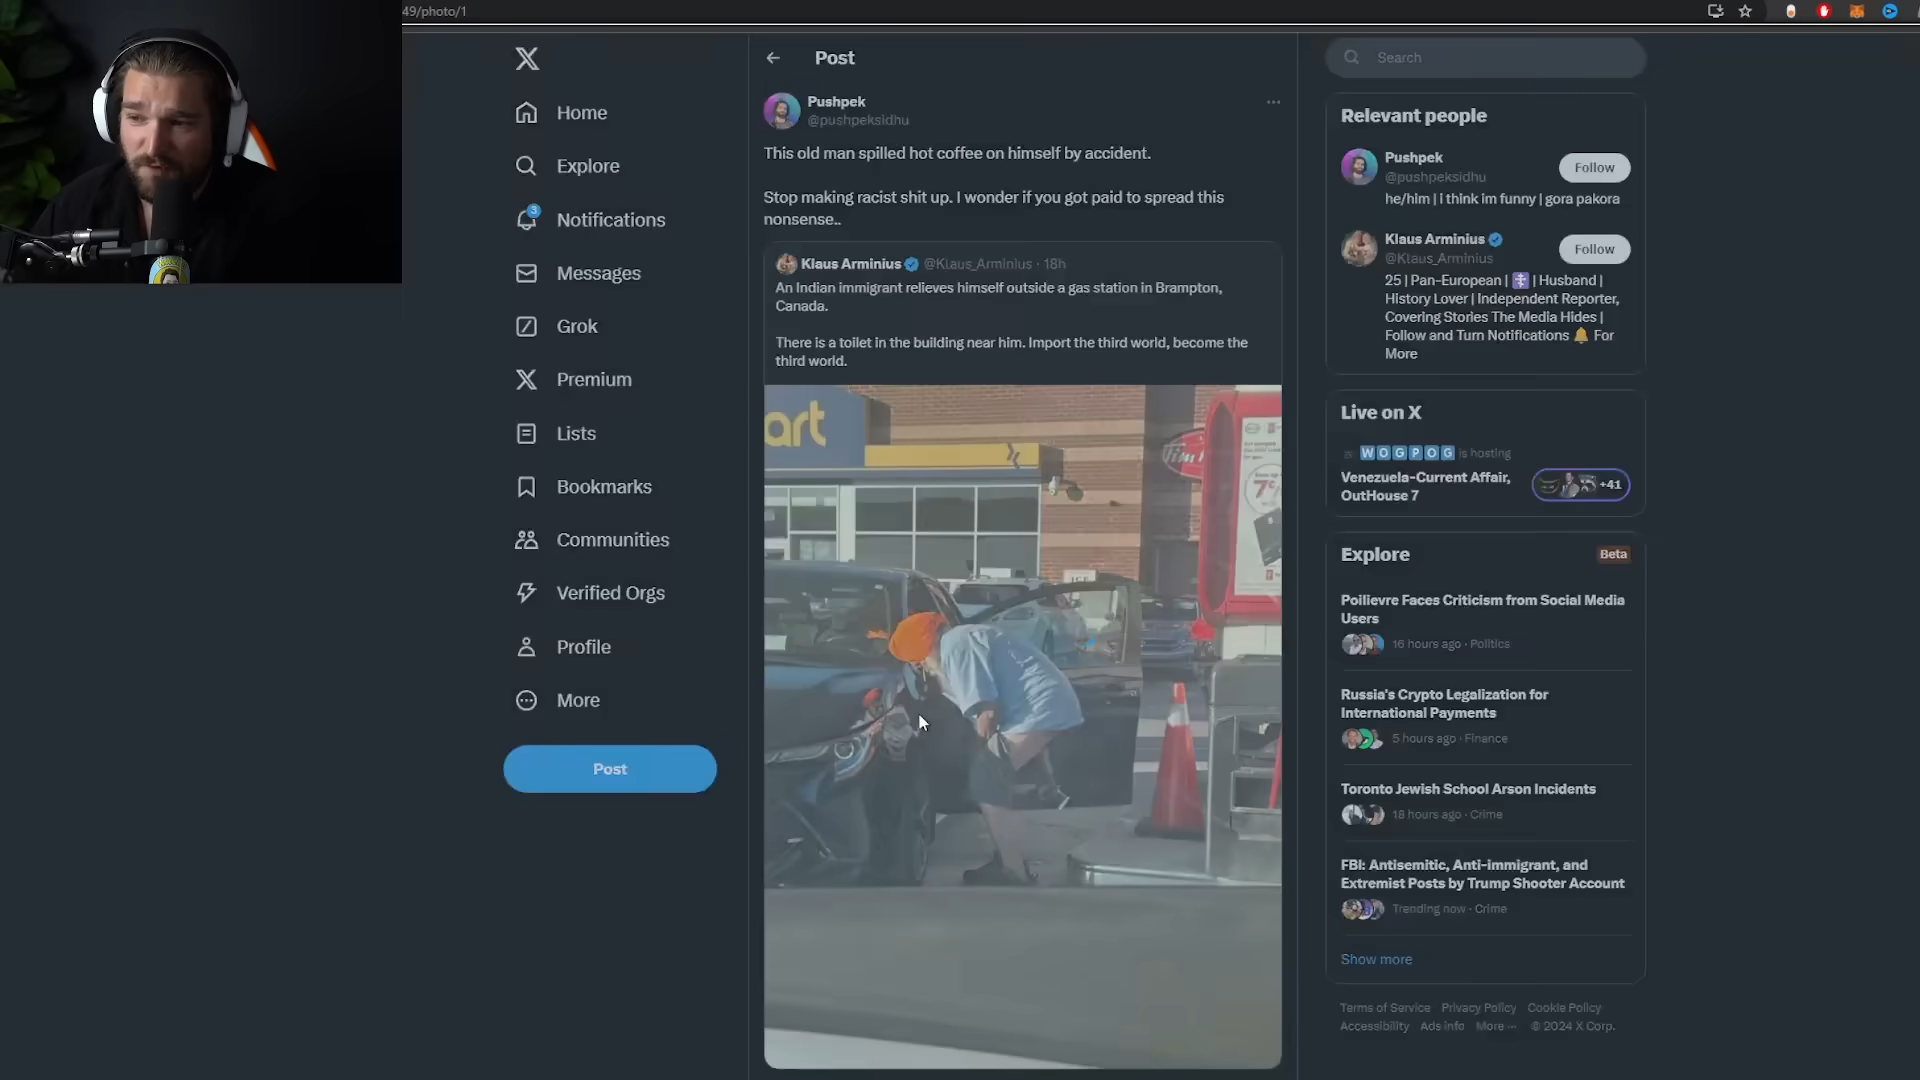 49/photo/1
Home
Explore
3
Notifications
Messages
Grok
Premium
Lists
Bookmarks
Communities
Verified Orgs
Profile
More
Post
Post
Pushpek
@pushpeksidhu
This old man spilled hot coffee on himself by accident.
Stop making racist shit up. I wonder if you got paid to spread this
nonsense..
Klaus Arminius @Klaus_Arminius · 18h
An Indian immigrant relieves himself outside a gas station in Brampton,
Canada.
There is a toilet in the building near him. Import the third world, become the
third world.
art
Tim
7
ICE
Search
Relevant people
Pushpek
@pushpeksidhu
Follow
he/him | i think im funny | gora pakora
Klaus Arminius
@Klaus_Arminius
Follow
25 | Pan-European | ☦️ | Husband |
History Lover | Independent Reporter,
Covering Stories The Media Hides |
Follow and Turn Notifications 🔔 For
More
Live on X
WOGPOG is hosting
Venezuela-Current Affair,
OutHouse 7
+41
Explore
Beta
Poilievre Faces Criticism from Social Media
Users
16 hours ago · Politics
Russia's Crypto Legalization for
International Payments
5 hours ago · Finance
Toronto Jewish School Arson Incidents
18 hours ago · Crime
FBI: Antisemitic, Anti-immigrant, and
Extremist Posts by Trump Shooter Account
Trending now · Crime
Show more
Terms of Service Privacy Policy Cookie Policy
Accessibility Ads info More ··· © 2024 X Corp.